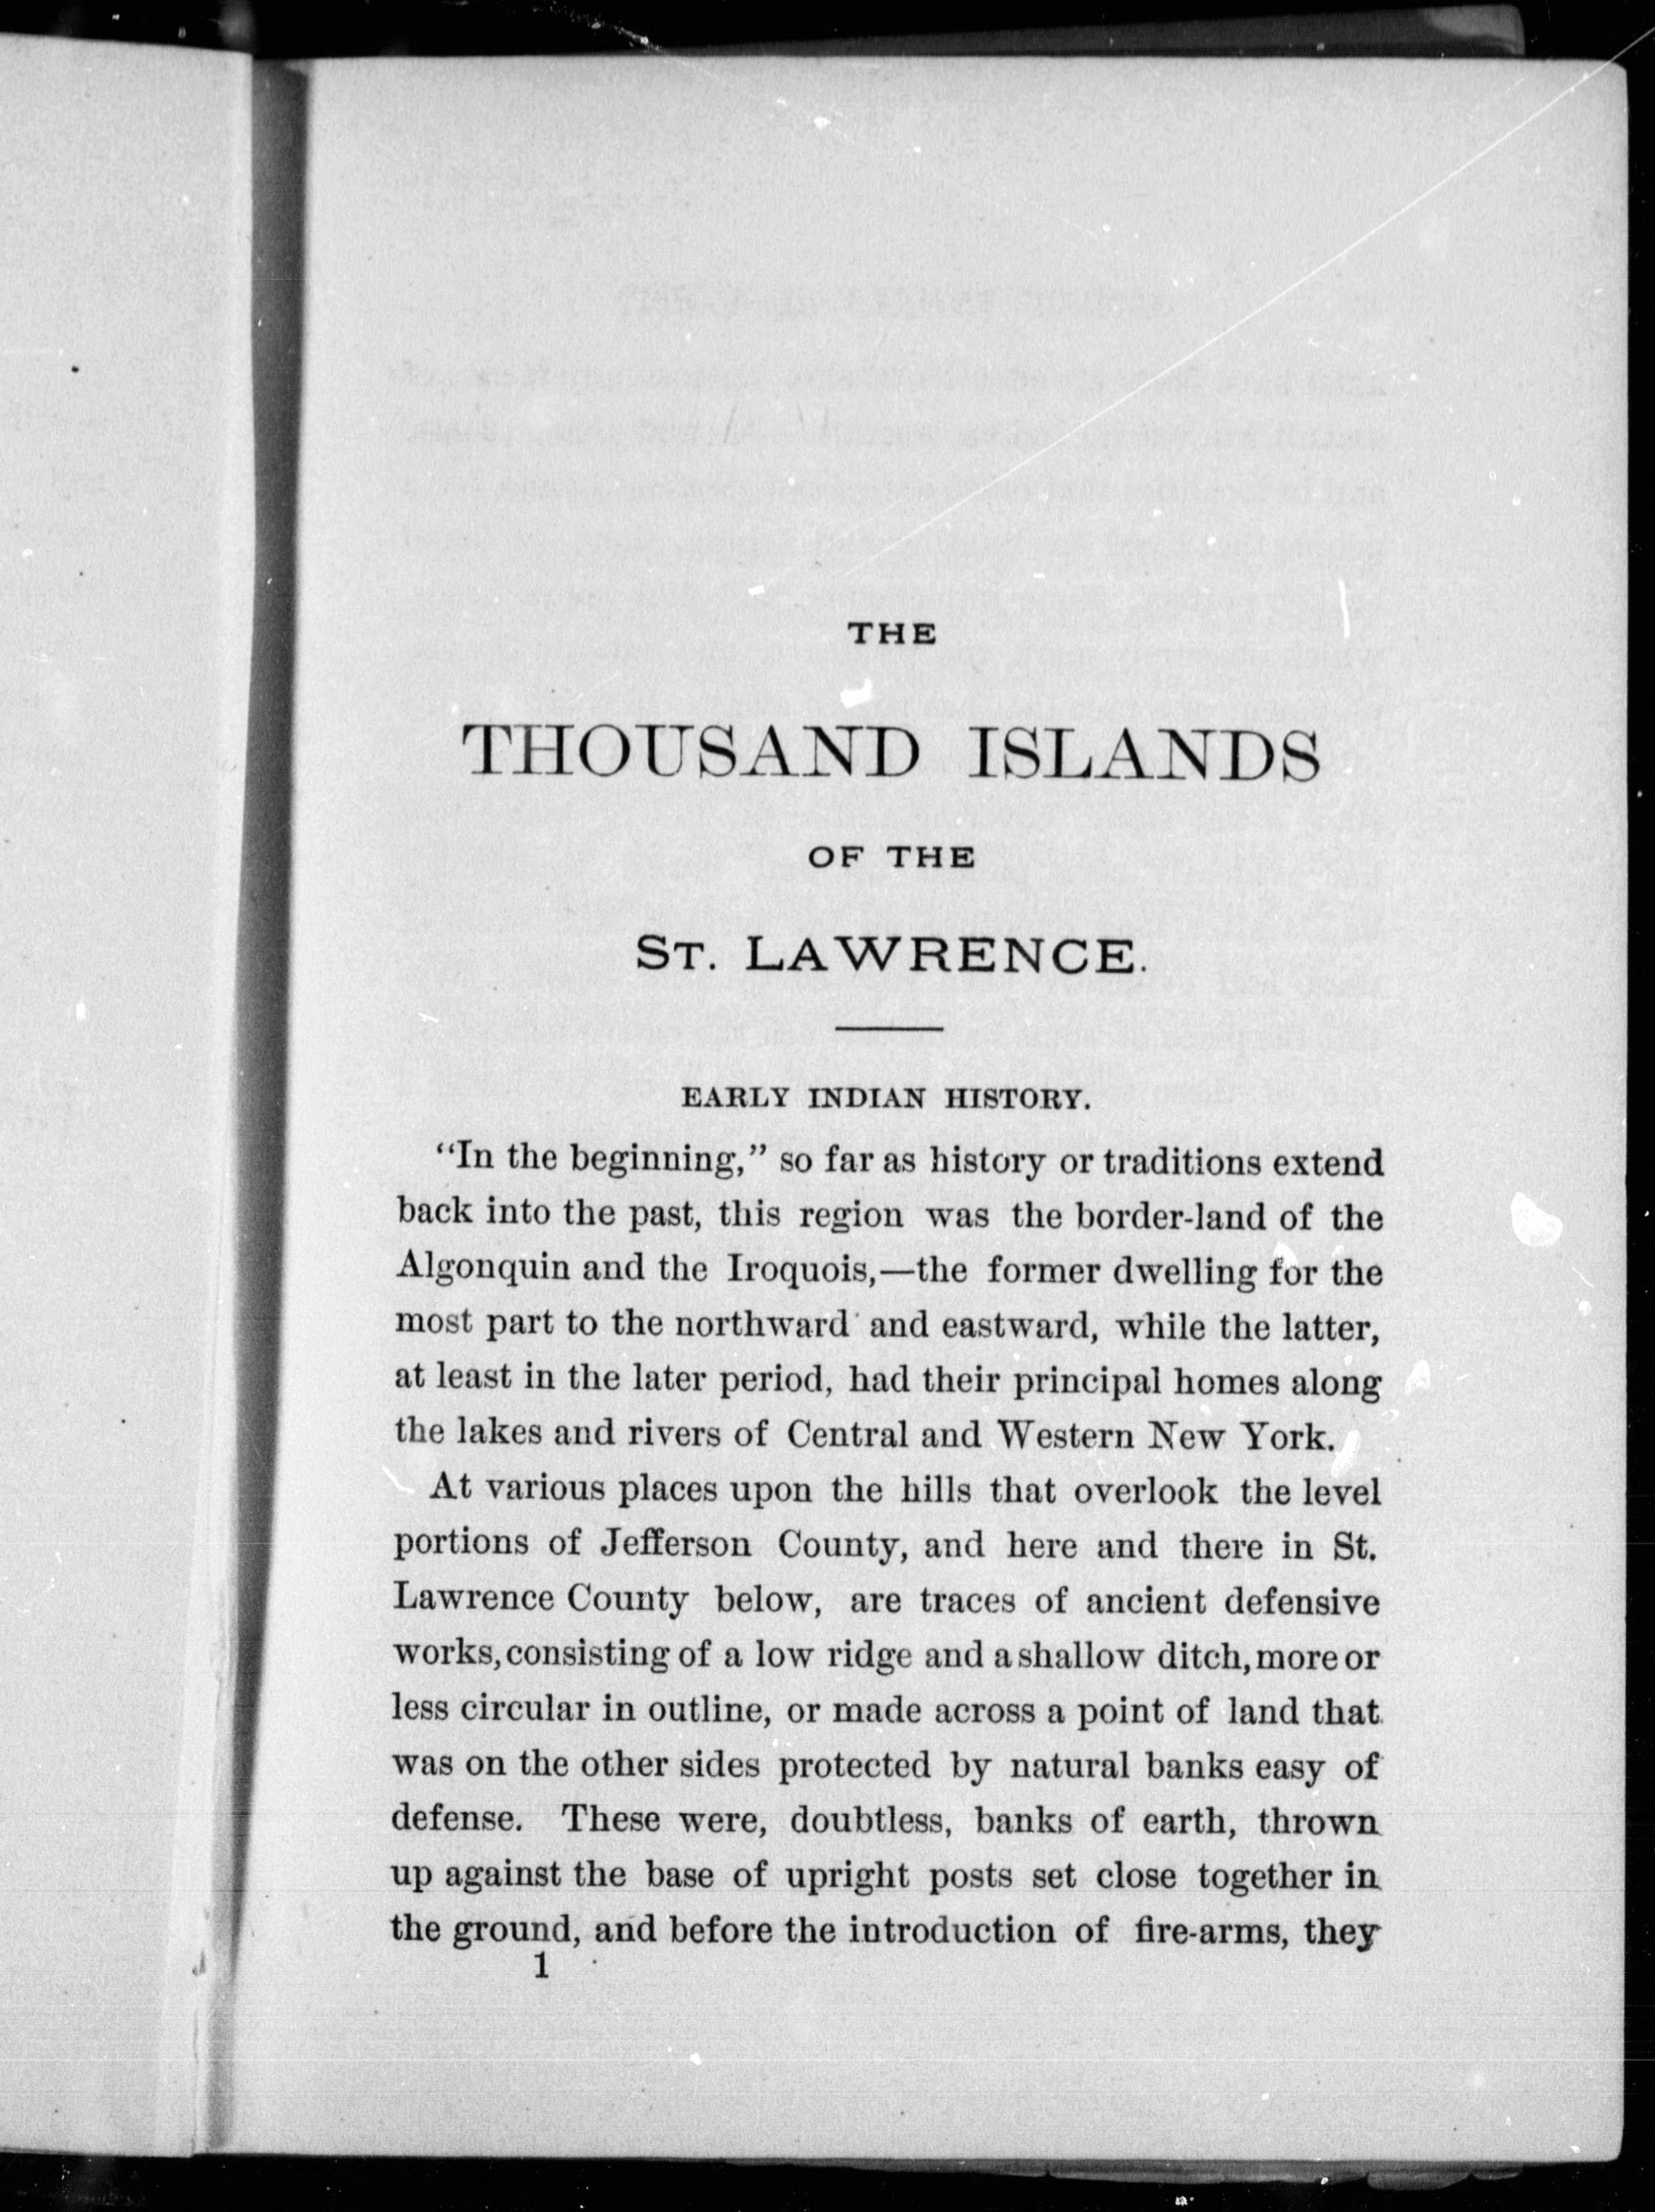 THE
THOUSAND ISLANDS
OF THE
ST. LAWRENCE.
EARLY INDIAN HISTORY.
“In the beginning,” so far as history or traditions extend
back into the past, this region was the border-land of the
Algonquin and the Iroquois,—the former dwelling for the
most part to the northward and eastward, while the latter,
at least in the later period, had their principal homes along
the lakes and rivers of Central and Western New York.
At various places upon the hills that overlook the level
portions of Jefferson County, and here and there in St.
Lawrence County below, are traces of ancient defensive
works, consisting of a low ridge and a shallow ditch, more or
less circular in outline, or made across a point of land that
was on the other sides protected by natural banks easy of
defense. These were, doubtless, banks of earth, thrown
up against the base of upright posts set close together in
the ground, and before the introduction of fire-arms, they
1